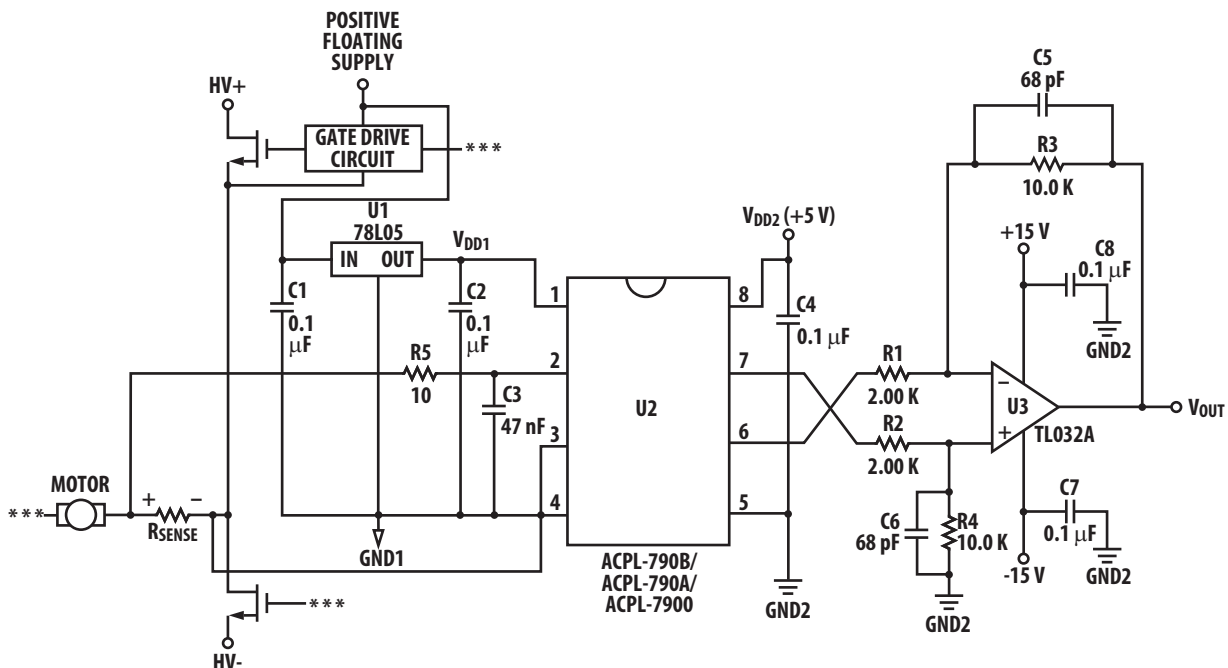 POSITIVE
FLOATING
SUPPLY
HV+
GATE DRIVE
CIRCUIT
***
U1
78L05
IN OUT
VDD1
C1
0.1
μF
C2
0.1
μF
R5
10
C3
47 nF
MOTOR
***
+ −
RSENSE
GND1
***
HV-
1
2
3
4
8
7
6
5
U2
ACPL-790B/
ACPL-790A/
ACPL-7900
VDD2 (+5 V)
C4
0.1 μF
GND2
R1
2.00 K
R2
2.00 K
C5
68 pF
R3
10.0 K
+15 V
C8
0.1 μF
GND2
−
+
U3
TL032A
VOUT
C6
68 pF
R4
10.0 K
GND2
C7
0.1 μF
GND2
-15 V